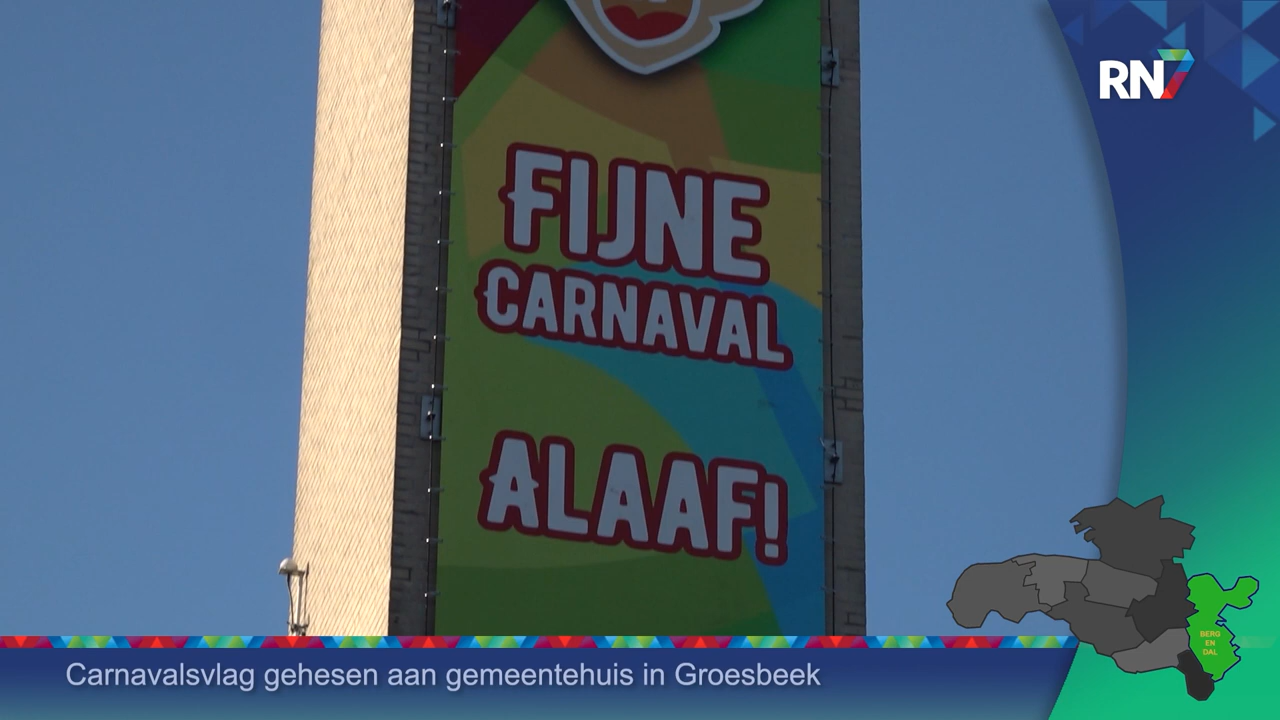 RN7
FIJNE
CARNAVAL
ALAAF!
BERG
EN
DAL
Carnavalsvlag gehesen aan gemeentehuis in Groesbeek